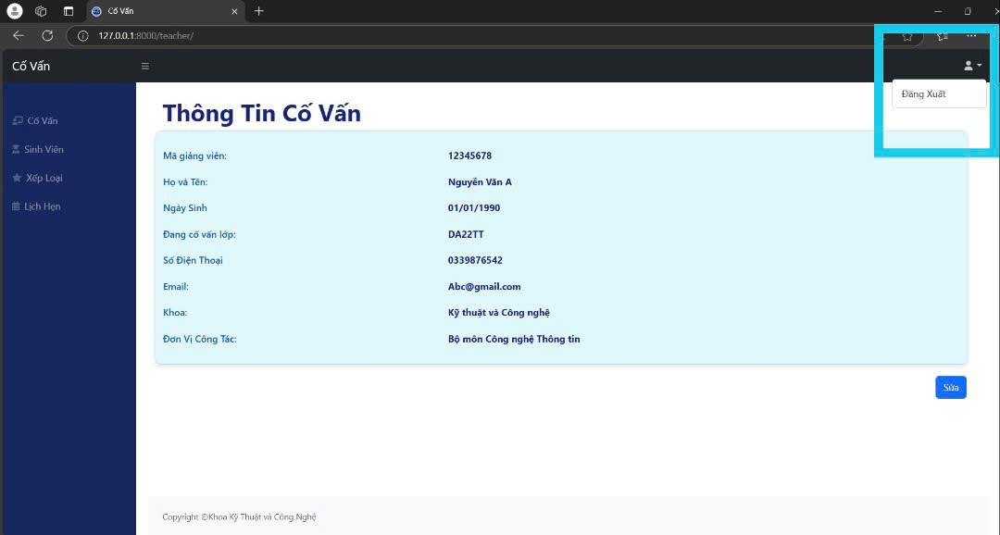 Cố Vấn
127.0.0.1:8000/teacher/
Cố Vấn
Đăng Xuất
Cố Vấn
Sinh Viên
Xếp Loại
Lịch Hẹn
Thông Tin Cố Vấn
Mã giảng viên: 12345678
Họ và Tên: Nguyễn Văn A
Ngày Sinh 01/01/1990
Đang cố vấn lớp: DA22TT
Số Điện Thoại 0339876542
Email: Abc@gmail.com
Khoa: Kỹ thuật và Công nghệ
Đơn Vị Công Tác: Bộ môn Công nghệ Thông tin
Sửa
Copyright ©Khoa Kỹ Thuật và Công Nghệ